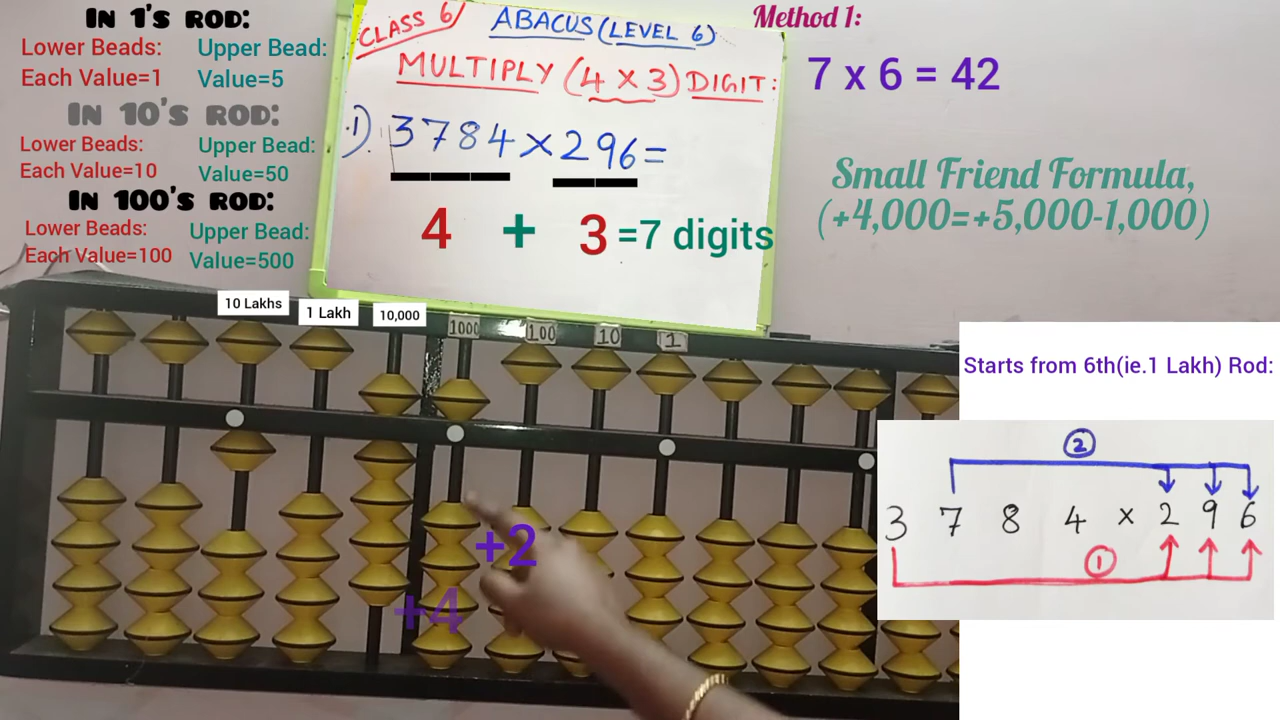 In 1's rod:
Lower Beads: Upper Bead:
Each Value=1 Value=5
In 10's rod:
Lower Beads: Upper Bead:
Each Value=10 Value=50
In 100's rod:
Lower Beads: Upper Bead:
Each Value=100 Value=500
CLASS 6
ABACUS (LEVEL 6)
MULTIPLY (4 X 3) DIGIT:
1). 3784 × 296 =
4 + 3 =7 digits
Method 1:
7 x 6 = 42
Small Friend Formula,
(+4,000=+5,000-1,000)
10 Lakhs 1 Lakh 10,000 1000 100 10 1
+2
+4
Starts from 6th(ie.1 Lakh) Rod:
2
3 7 8 4 × 2 9 6
1